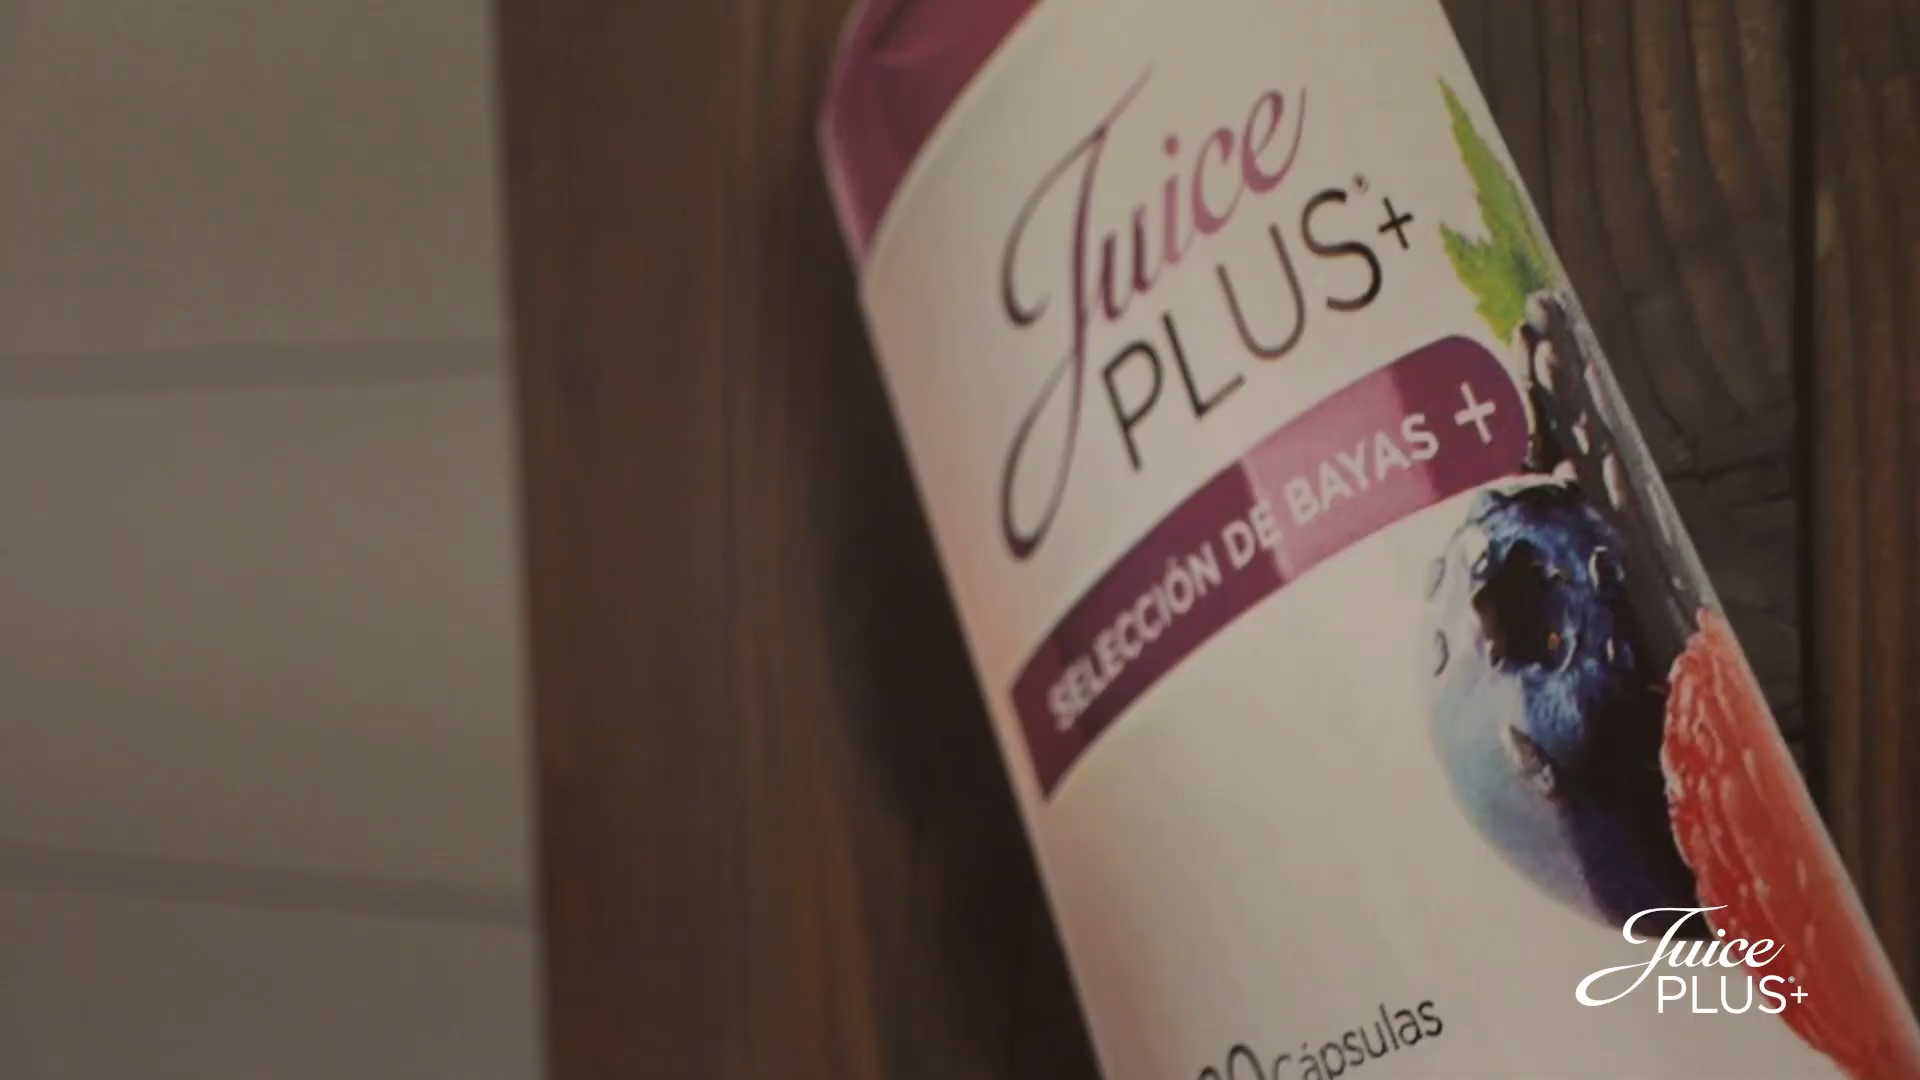 Juice
PLUS®+
SELECCIÓN DE BAYAS +
cápsulas
Juice
PLUS®+